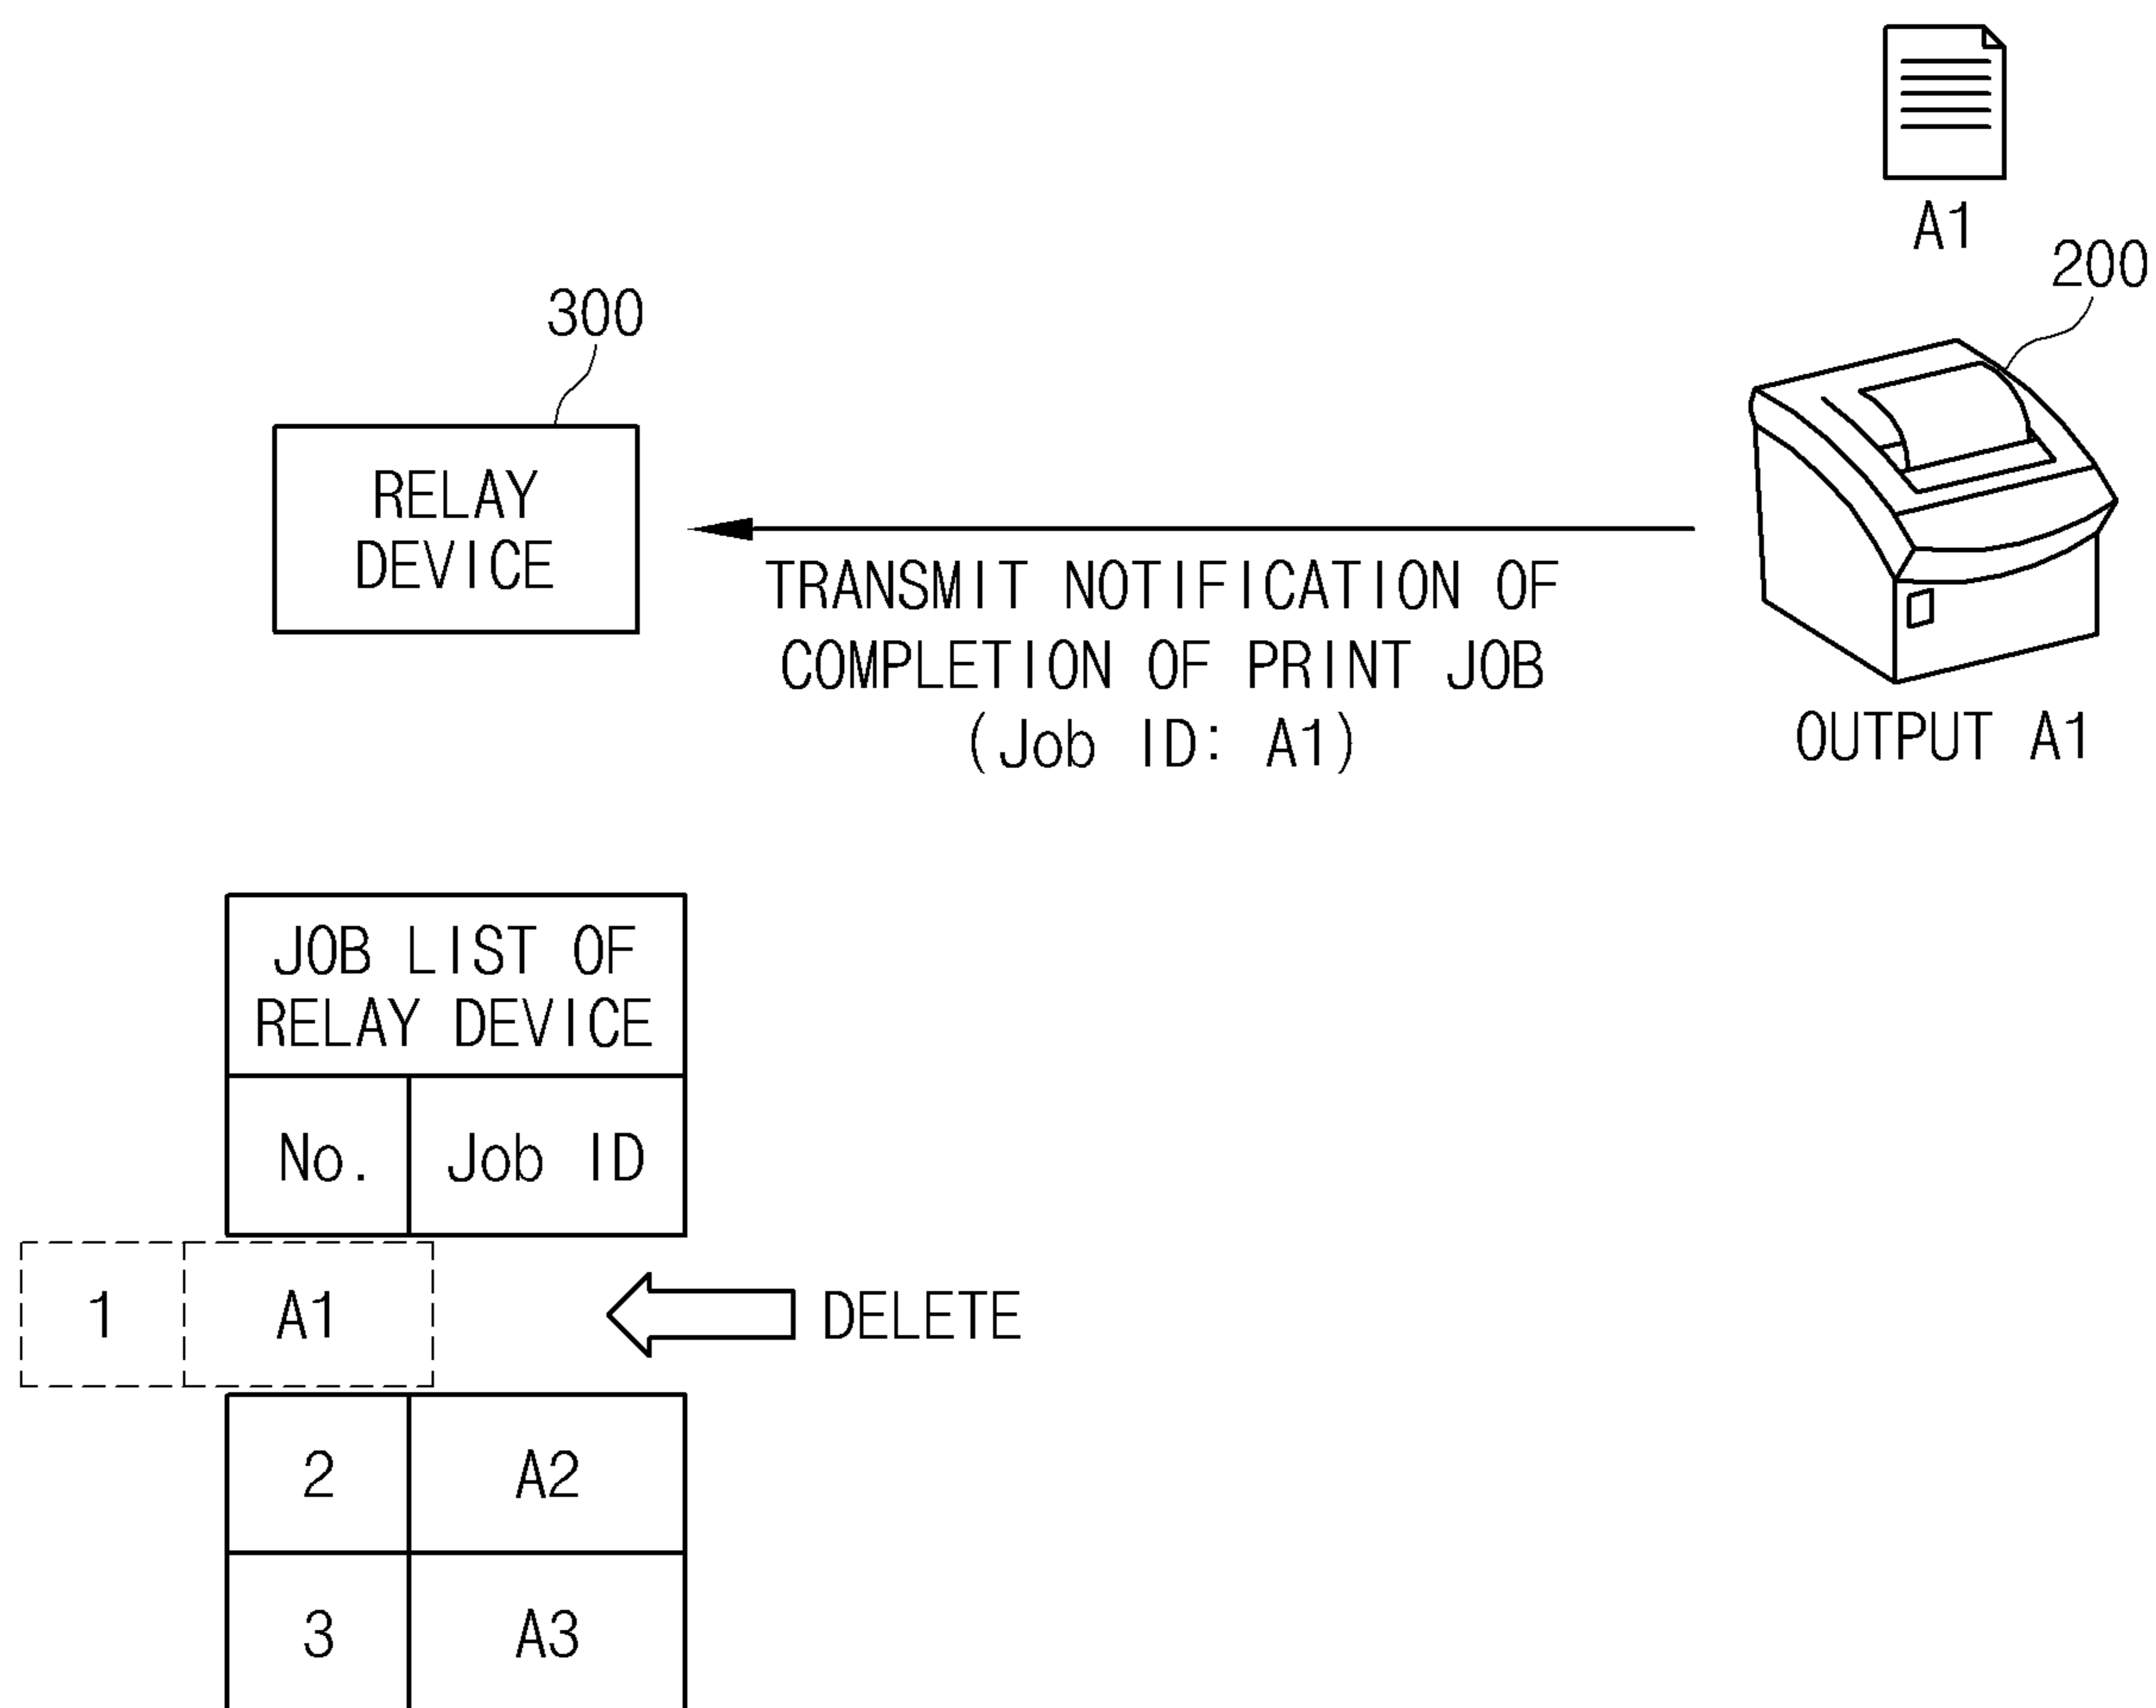 A1
200
300
RELAY
DEVICE
TRANSMIT NOTIFICATION OF
COMPLETION OF PRINT JOB
(Job ID: A1)
OUTPUT A1
JOB LIST OF
RELAY DEVICE
No. Job ID
1 A1
DELETE
2 A2
3 A3